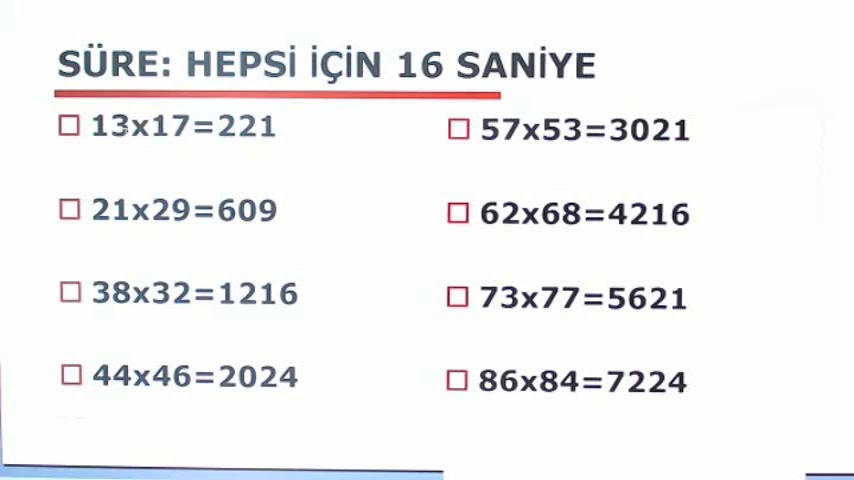 SÜRE: HEPSİ İÇİN 16 SANİYE
13x17=221
21x29=609
38x32=1216
44x46=2024
57x53=3021
62x68=4216
73x77=5621
86x84=7224